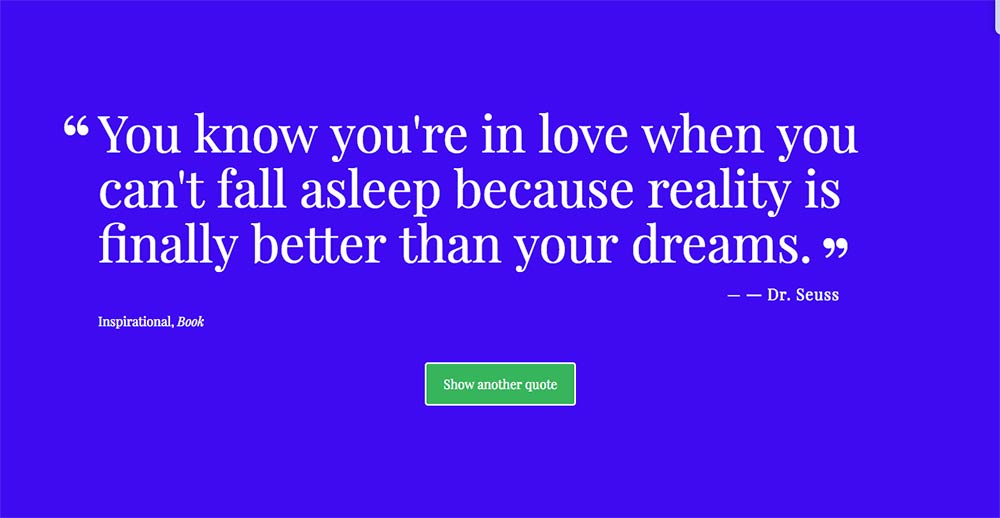 “ You know you're in love when you
can't fall asleep because reality is
finally better than your dreams. ”
— — Dr. Seuss
Inspirational, Book
Show another quote